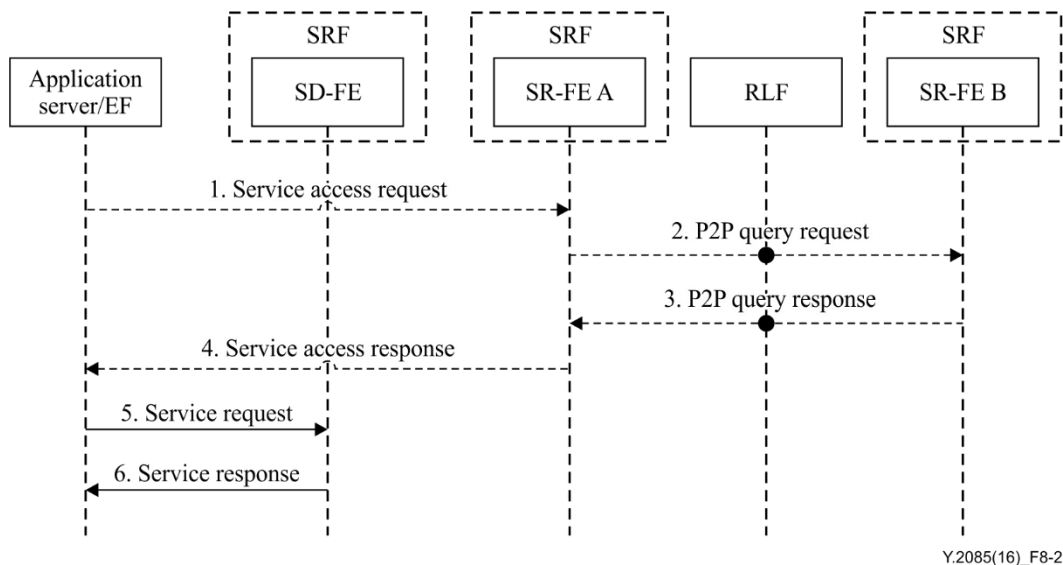 SRF
SRF
SRF
Application
server/EF
SD-FE
SR-FE A
RLF
SR-FE B
1. Service access request
2. P2P query request
3. P2P query response
4. Service access response
5. Service request
6. Service response
Y.2085(16)_F8-2